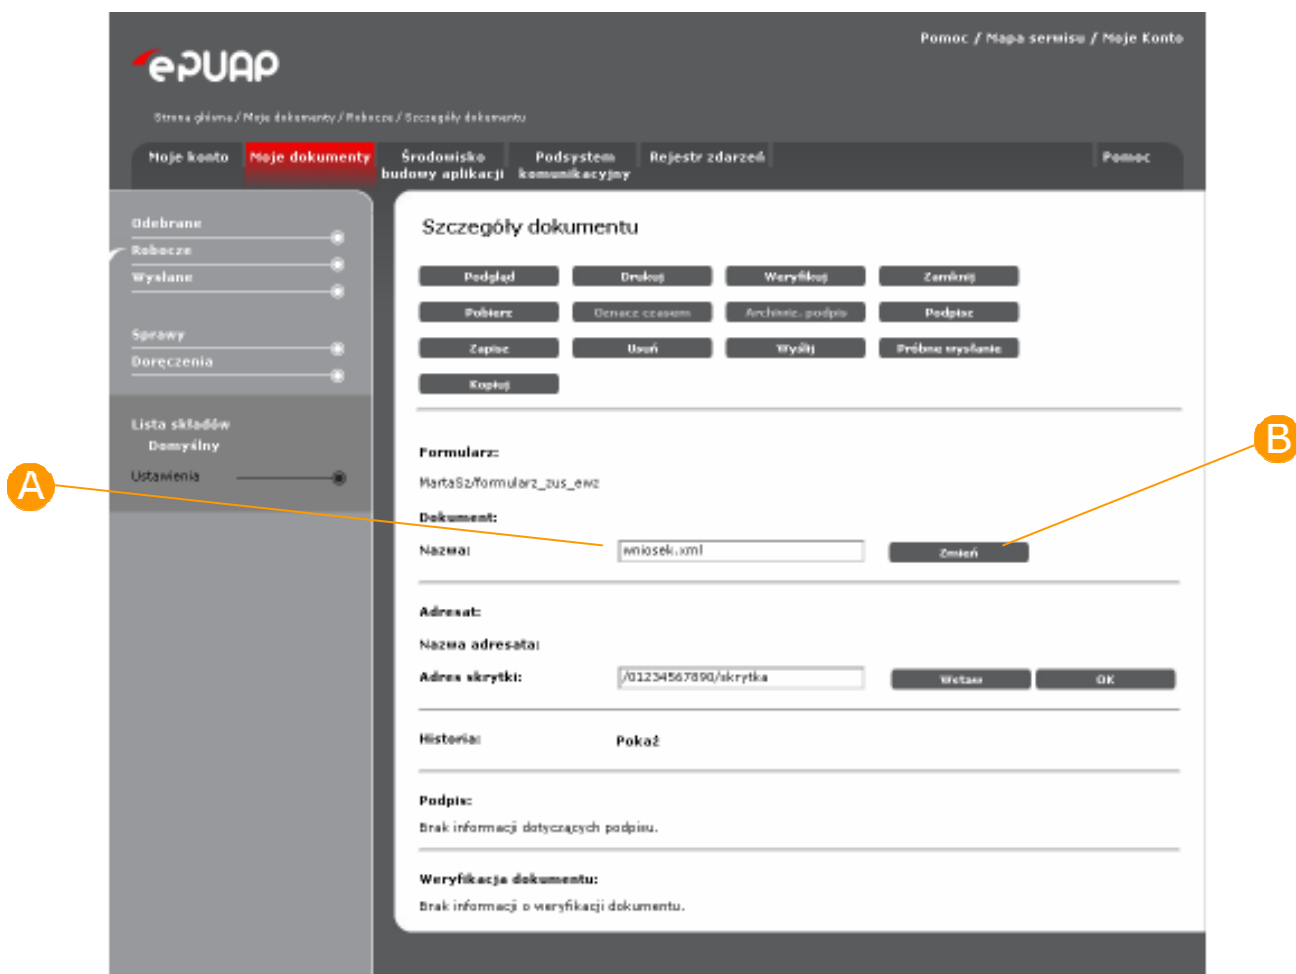 Pomoc / Mapa serwisu / Moje Konto
ePUAP
Strona główna / Moje dokumenty / Robocze / Szczegóły dokumentu
Moje konto
Moje dokumenty
Środowisko budowy aplikacji
Podsystem komunikacyjny
Rejestr zdarzeń
Pomoc
Odebrane
Robocze
Wysłane
Sprawy
Doręczenia
Lista składów
Domyślny
Ustawienia
Szczegóły dokumentu
Podgląd Drukuj Weryfikuj Zamknij
Pobierz Oznacz czasem Archiwiz. podpis Podpisz
Zapisz Usuń Wyślij Próbne wysłanie
Kopiuj
Formularz:
MartaSz/formularz_zus_ewz
Dokument:
A
B
Nazwa: wniosek.xml Zmień
Adresat:
Nazwa adresata:
Adres skrytki: /01234567890/skrytka Wstaw OK
Historia: Pokaż
Podpis:
Brak informacji dotyczących podpisu.
Weryfikacja dokumentu:
Brak informacji o weryfikacji dokumentu.